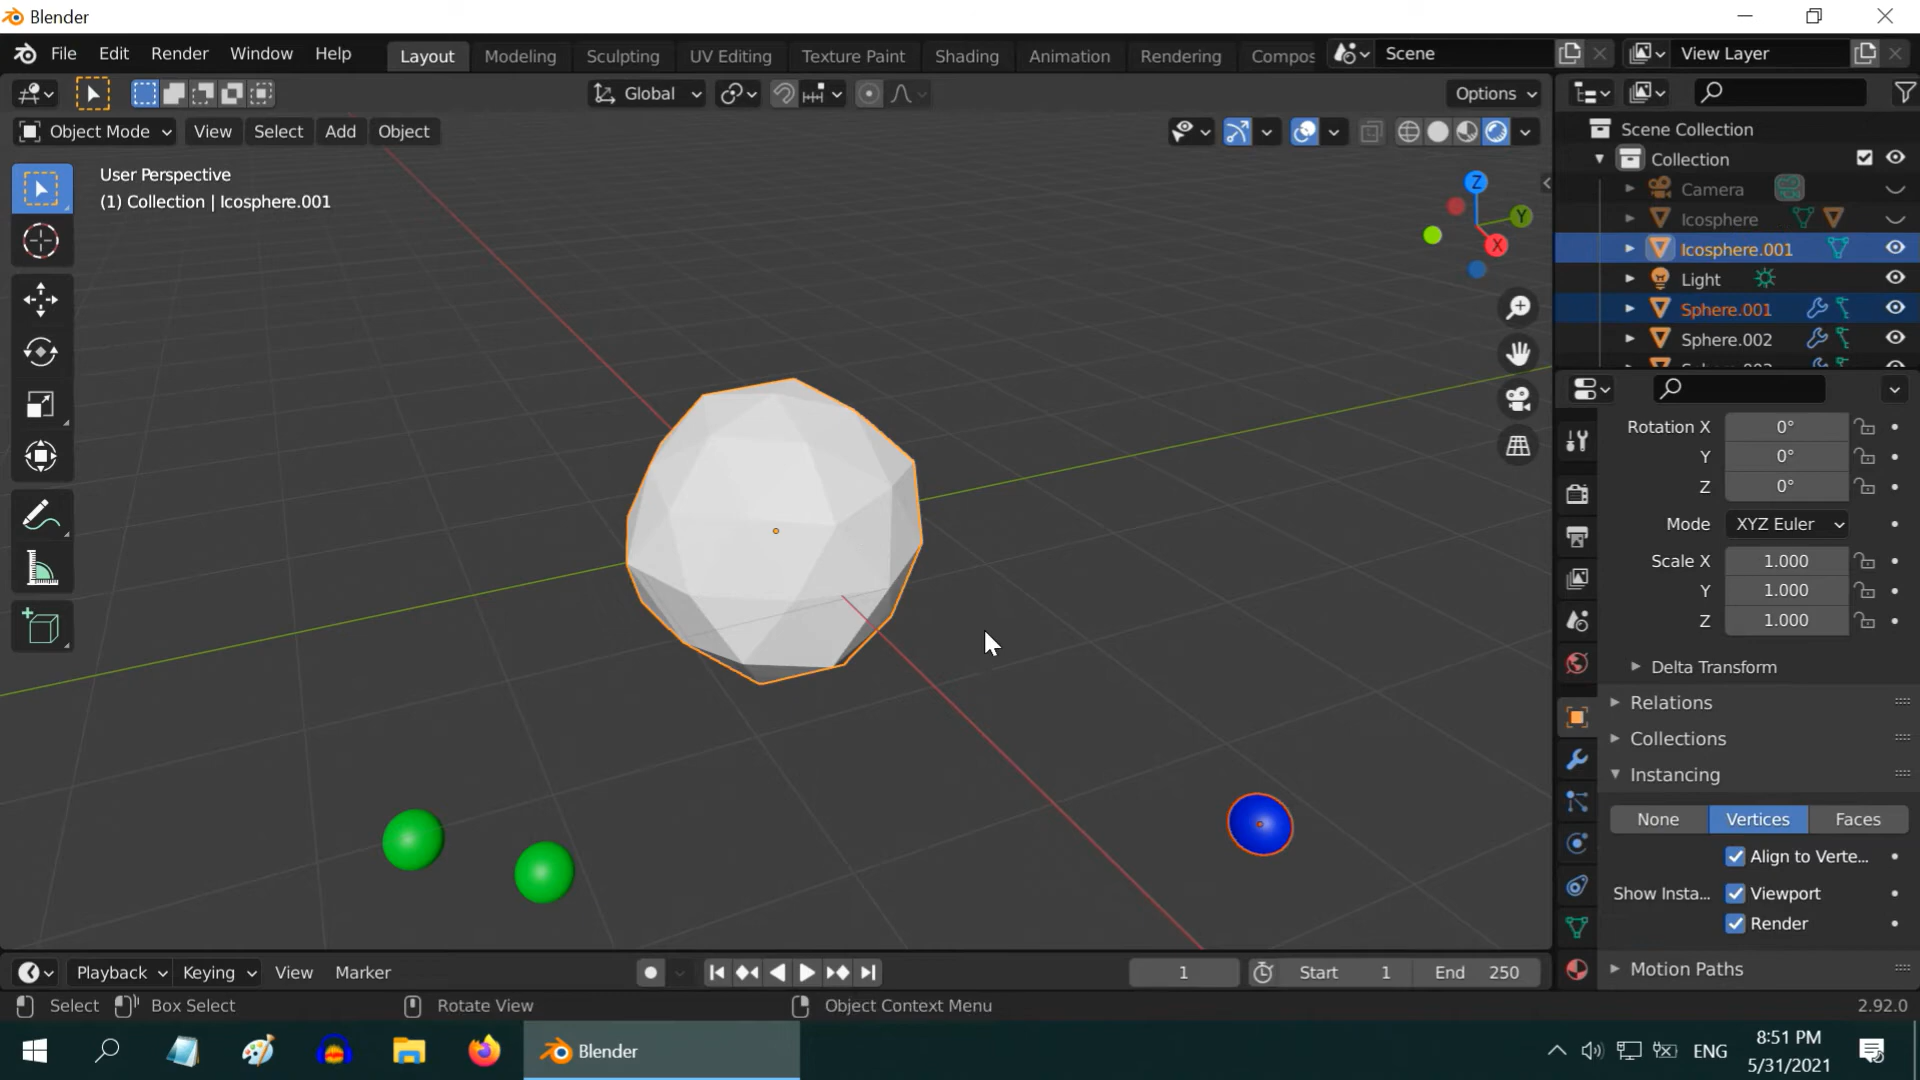 Blender
File Edit Render Window Help Layout Modeling Sculpting UV Editing Texture Paint Shading Animation Rendering Compos Scene View Layer
Global Options
Object Mode View Select Add Object
User Perspective
(1) Collection | Icosphere.001
Z
Y
X
Scene Collection
Collection
Camera
Icosphere
Icosphere.001
Light
Sphere.001
Sphere.002
Rotation X 0°
Y 0°
Z 0°
Mode XYZ Euler
Scale X 1.000
Y 1.000
Z 1.000
Delta Transform
Relations
Collections
Instancing
None Vertices Faces
Align to Verte...
Show Insta... Viewport
Render
Motion Paths
Playback Keying View Marker 1 Start 1 End 250
Select Box Select Rotate View Object Context Menu 2.92.0
Blender ENG 8:51 PM
5/31/2021